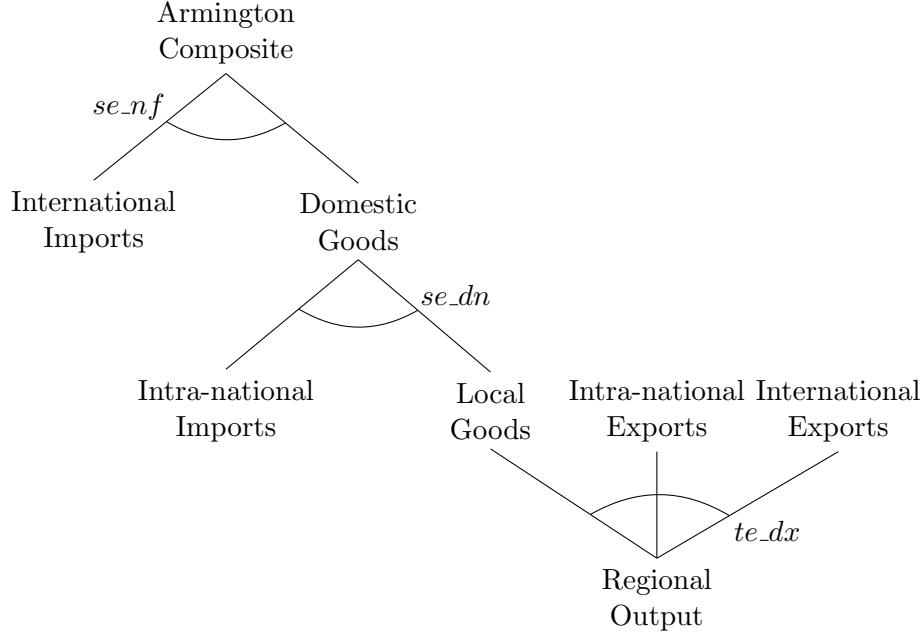 Armington
Composite
se_nf
International
Imports
Domestic
Goods
se_dn
Intra-national
Imports
Local
Goods
Intra-national
Exports
International
Exports
te_dx
Regional
Output